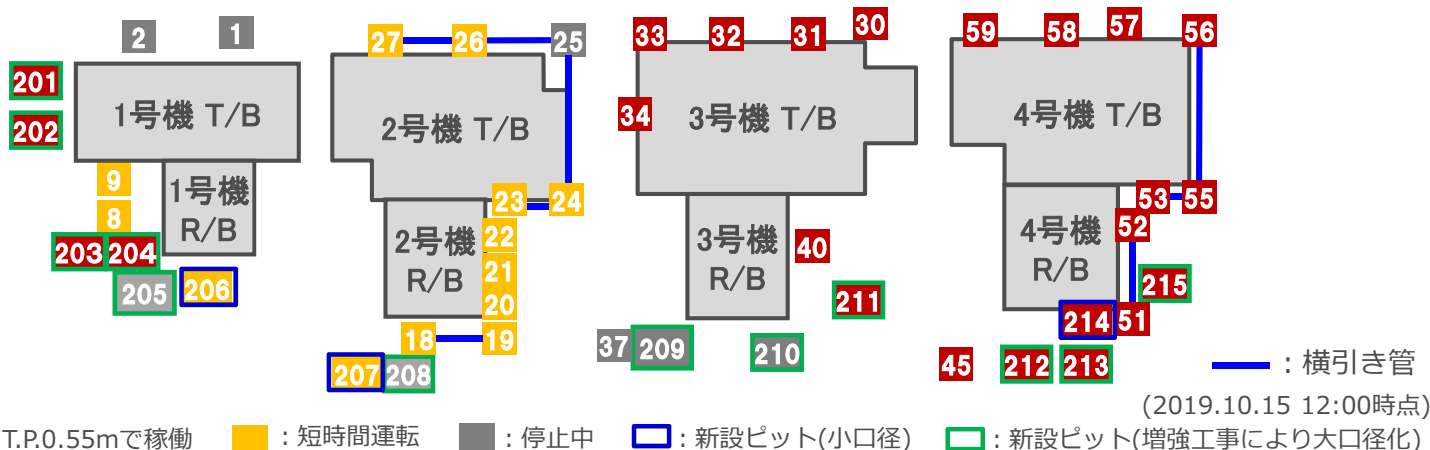 2 1 27 26 25 33 32 31 30 59 58 57 56
201
202
1号機 T/B
2号機 T/B
34
3号機 T/B
4号機 T/B
9
8
1号機
R/B
203 204
205 206
23 24
22
21
20
2号機
R/B
18 19
207 208
3号機
R/B
40
211
37 209 210
53 55
52
4号機
R/B
215
214 51
45 212 213
: 横引き管
(2019.10.15 12:00時点)
T.P.0.55mで稼働 : 短時間運転 : 停止中 : 新設ピット(小口径) : 新設ピット(増強工事により大口径化)